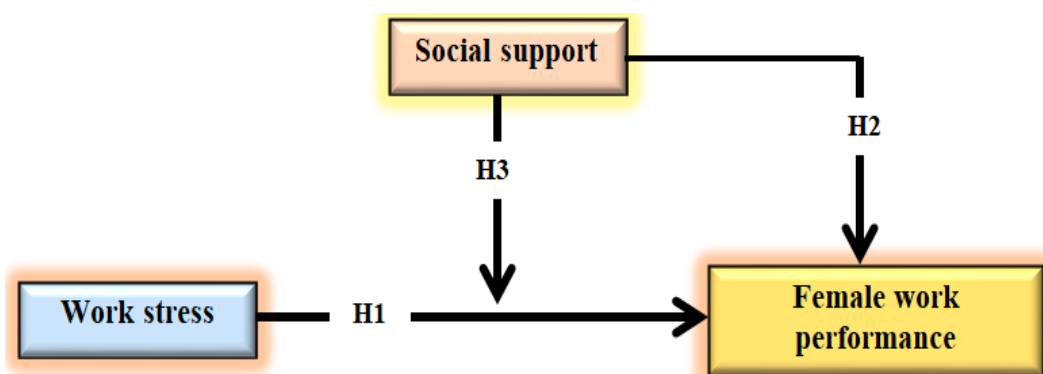 Social support
H2
H3
Work stress
H1
Female work
performance